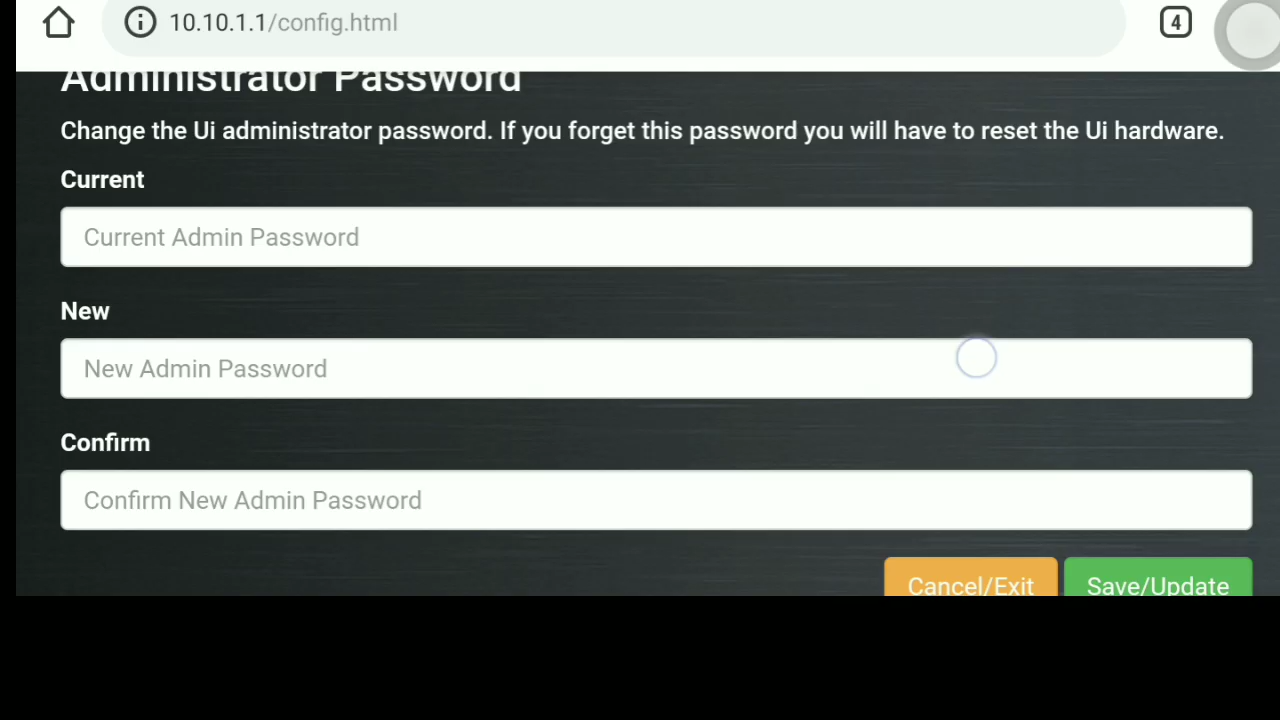 10.10.1.1/config.html
4
Administrator Password
Change the Ui administrator password. If you forget this password you will have to reset the Ui hardware.
Current
Current Admin Password
New
New Admin Password
Confirm
Confirm New Admin Password
Cancel/Exit Save/Update